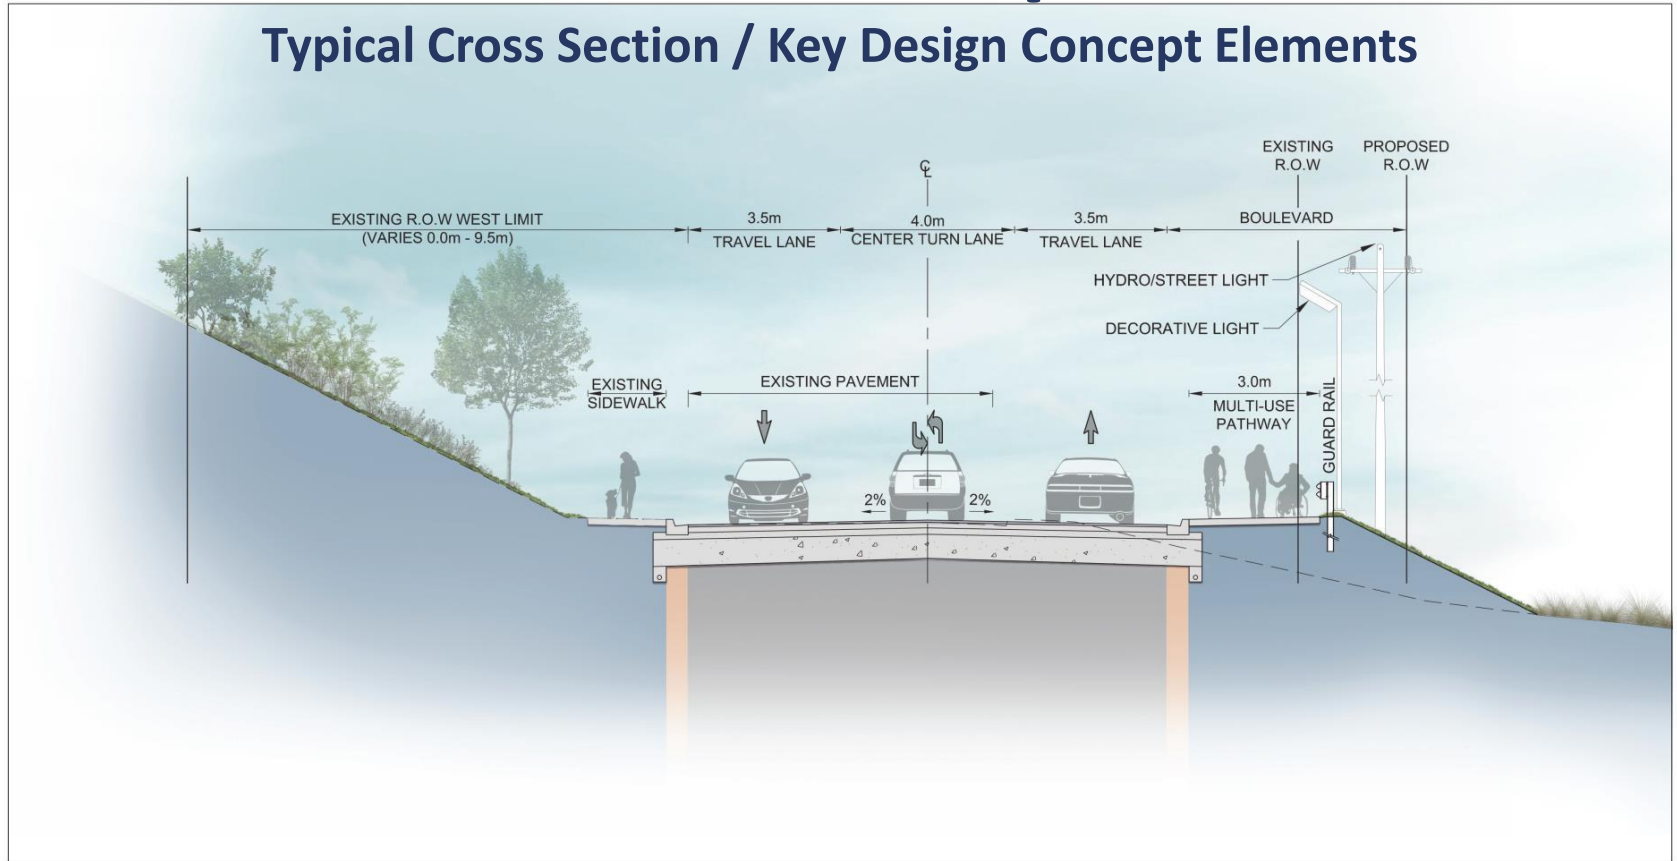 Typical Cross Section / Key Design Concept Elements
EXISTING
R.O.W
PROPOSED
R.O.W
℄
EXISTING R.O.W WEST LIMIT
(VARIES 0.0m - 9.5m)
3.5m
TRAVEL LANE
4.0m
CENTER TURN LANE
3.5m
TRAVEL LANE
BOULEVARD
HYDRO/STREET LIGHT
DECORATIVE LIGHT
EXISTING
SIDEWALK
EXISTING PAVEMENT
3.0m
MULTI-USE
PATHWAY
GUARD RAIL
2%
2%